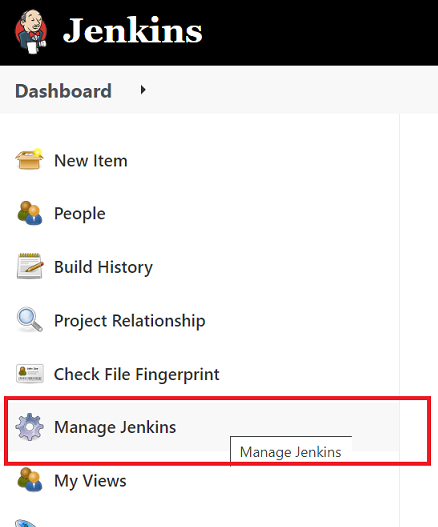 Jenkins
Dashboard
New Item
People
Build History
Project Relationship
Check File Fingerprint
Manage Jenkins
Manage Jenkins
My Views